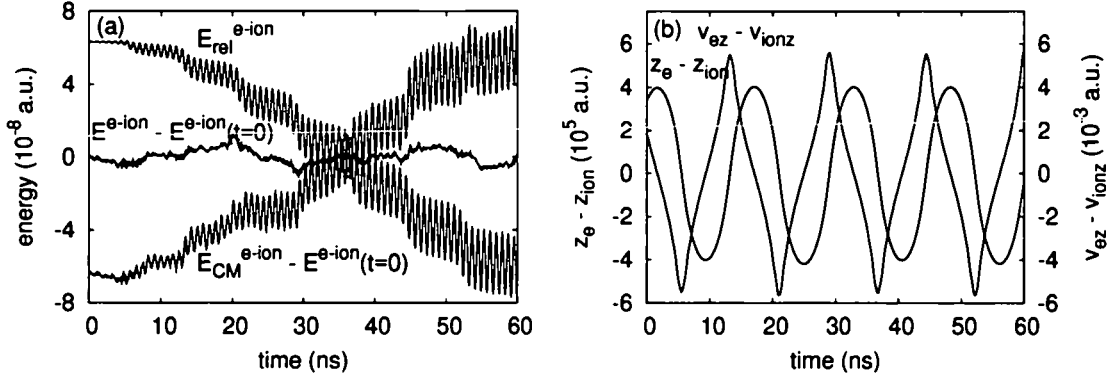 (a)
E_rel^e-ion
E^e-ion - E^e-ion(t=0)
E_CM^e-ion - E^e-ion(t=0)
energy (10^-8 a.u.)
8
4
0
-4
-8
0 10 20 30 40 50 60
time (ns)
(b) v_ez - v_ionz
z_e - z_ion
z_e - z_ion (10^5 a.u.)
6
4
2
0
-2
-4
-6
0 10 20 30 40 50 60
time (ns)
6
4
2
0
-2
-4
-6
v_ez - v_ionz (10^-3 a.u.)